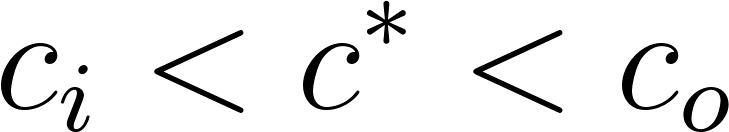 c_i < c^* < c_o